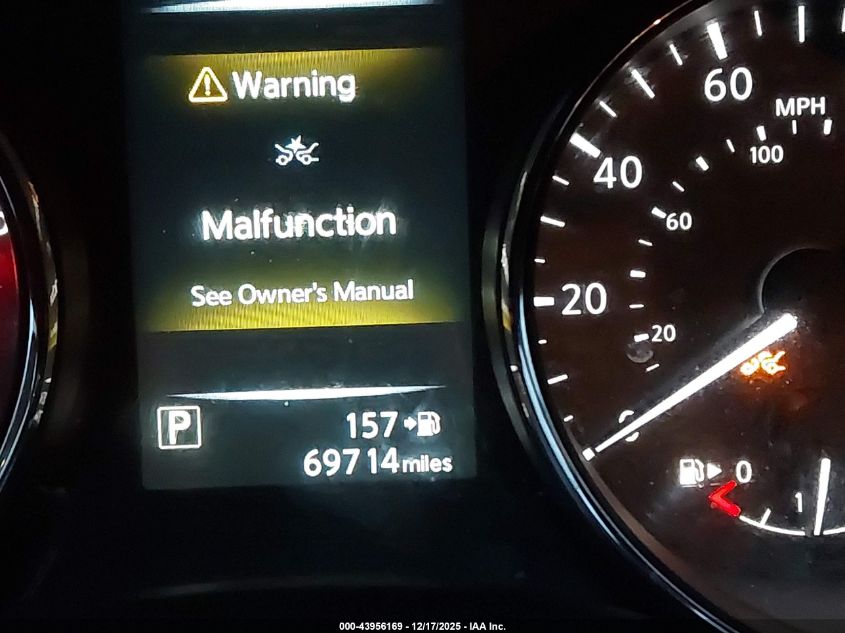 Warning
Malfunction
See Owner's Manual
P
157
69714 miles
MPH
60
100
40
60
20
20
0
0
1
000-43956169 - 12/17/2025 - IAA Inc.